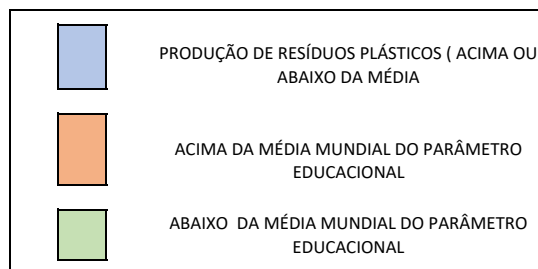 PRODUÇÃO DE RESÍDUOS PLÁSTICOS ( ACIMA OU
ABAIXO DA MÉDIA
ACIMA DA MÉDIA MUNDIAL DO PARÂMETRO
EDUCACIONAL
ABAIXO DA MÉDIA MUNDIAL DO PARÂMETRO
EDUCACIONAL